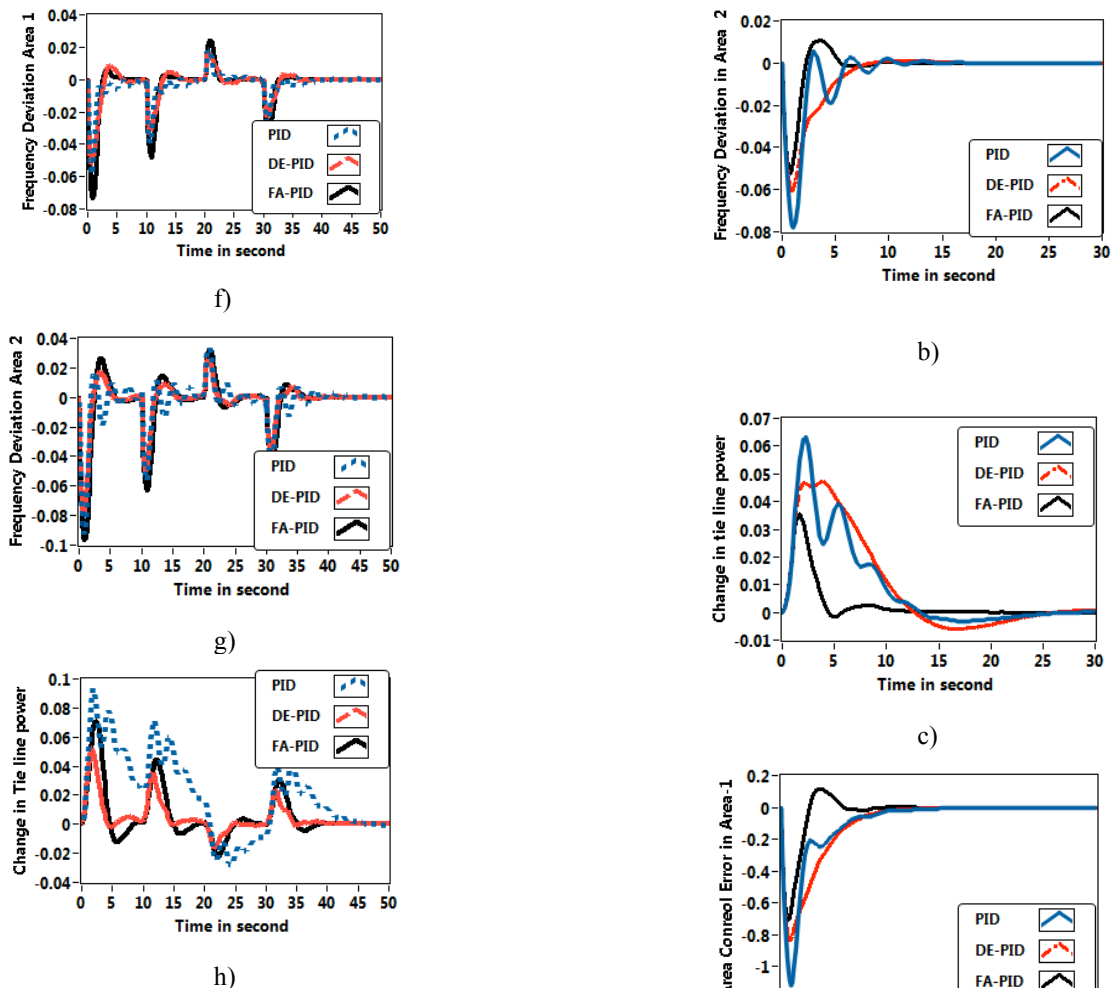 Frequency Deviation Area 1
0.04
0.02
0
-0.02
-0.04
-0.06
-0.08
PID
DE-PID
FA-PID
0 5 10 15 20 25 30 35 40 45 50
Time in second
f)
Frequency Deviation Area 2
0.04
0.02
0
-0.02
-0.04
-0.06
-0.08
-0.1
PID
DE-PID
FA-PID
0 5 10 15 20 25 30 35 40 45 50
Time in second
g)
Change in Tie line power
0.1
0.08
0.06
0.04
0.02
0
-0.02
-0.04
PID
DE-PID
FA-PID
0 5 10 15 20 25 30 35 40 45 50
Time in second
h)
Frequency Deviation in Area 2
0.02
0
-0.02
-0.04
-0.06
-0.08
PID
DE-PID
FA-PID
0 5 10 15 20 25 30
Time in second
b)
Change in tie line power
0.07
0.06
0.05
0.04
0.03
0.02
0.01
0
-0.01
PID
DE-PID
FA-PID
0 5 10 15 20 25 30
Time in second
c)
Area Conreol Error in Area-1
0.2
0
-0.2
-0.4
-0.6
-0.8
-1
PID
DE-PID
FA-PID